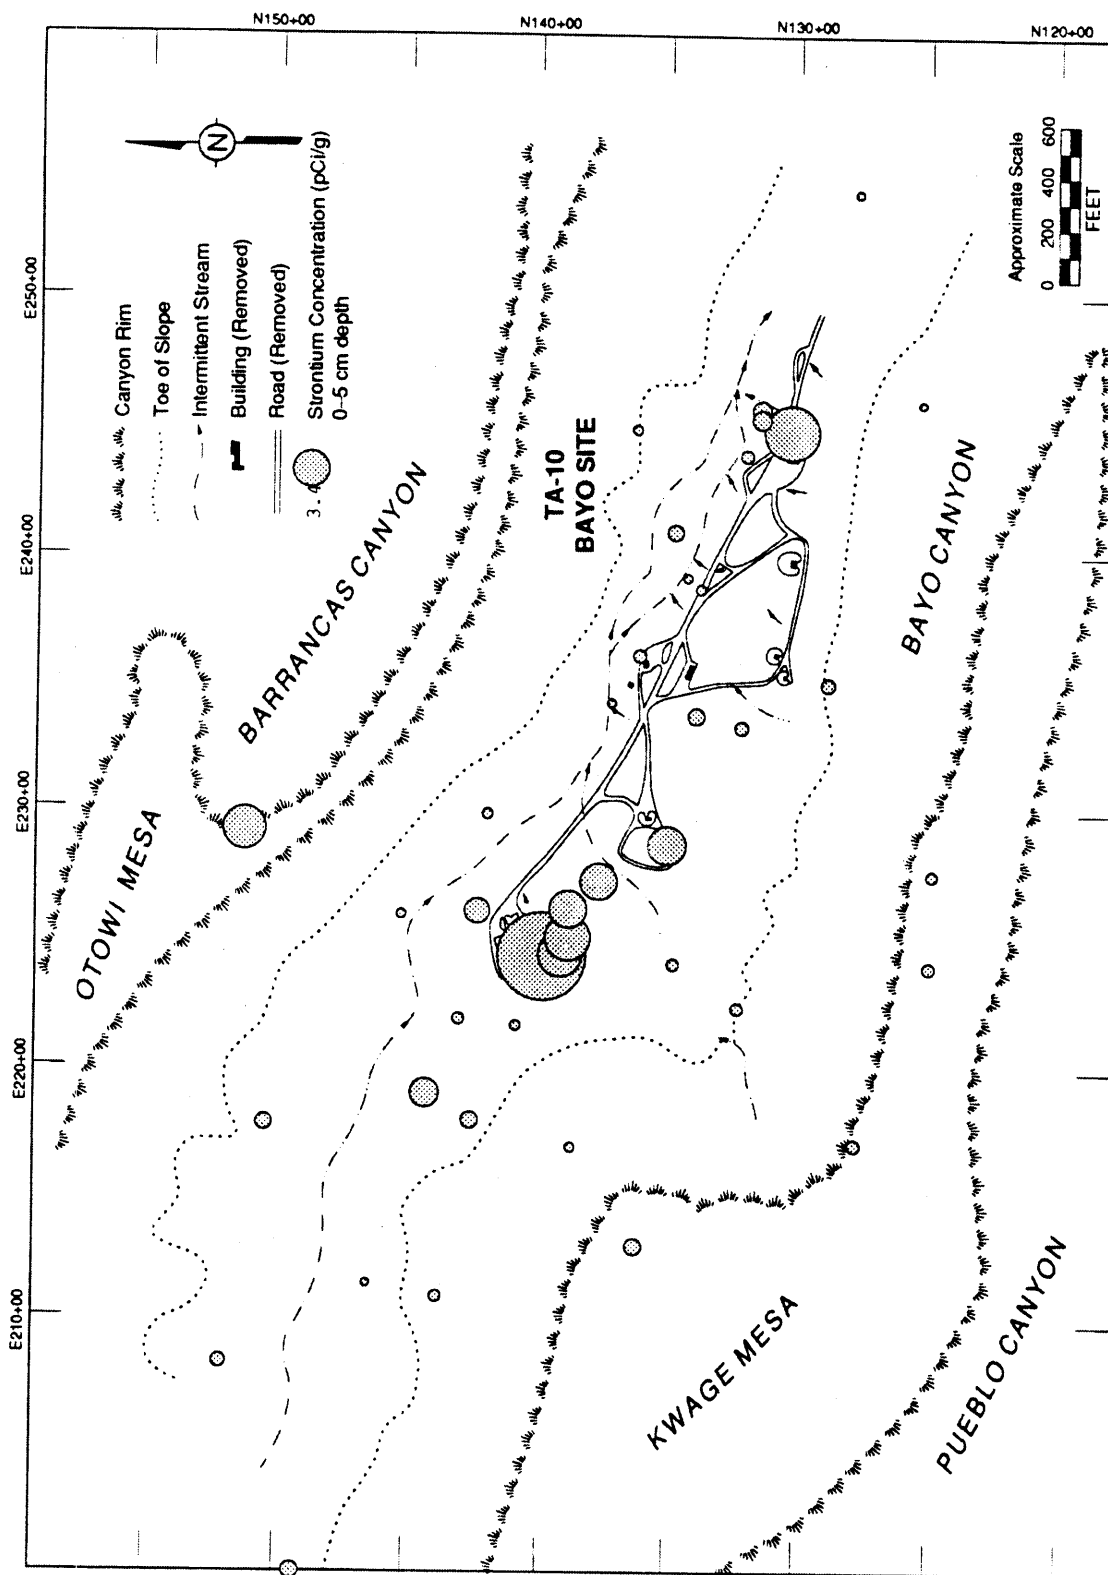 N150+00
N140+00
N130+00
N120+00
E250+00
E240+00
E230+00
E220+00
E210+00
N
Canyon Rim
Toe of Slope
Intermittent Stream
Building (Removed)
Road (Removed)
3.4
Strontium Concentration (pCi/g)
0–5 cm depth
Approximate Scale
0 200 400 600
FEET
TA-10
BAYO SITE
BARRANCAS CANYON
OTOWI MESA
BAYO CANYON
KWAGE MESA
PUEBLO CANYON